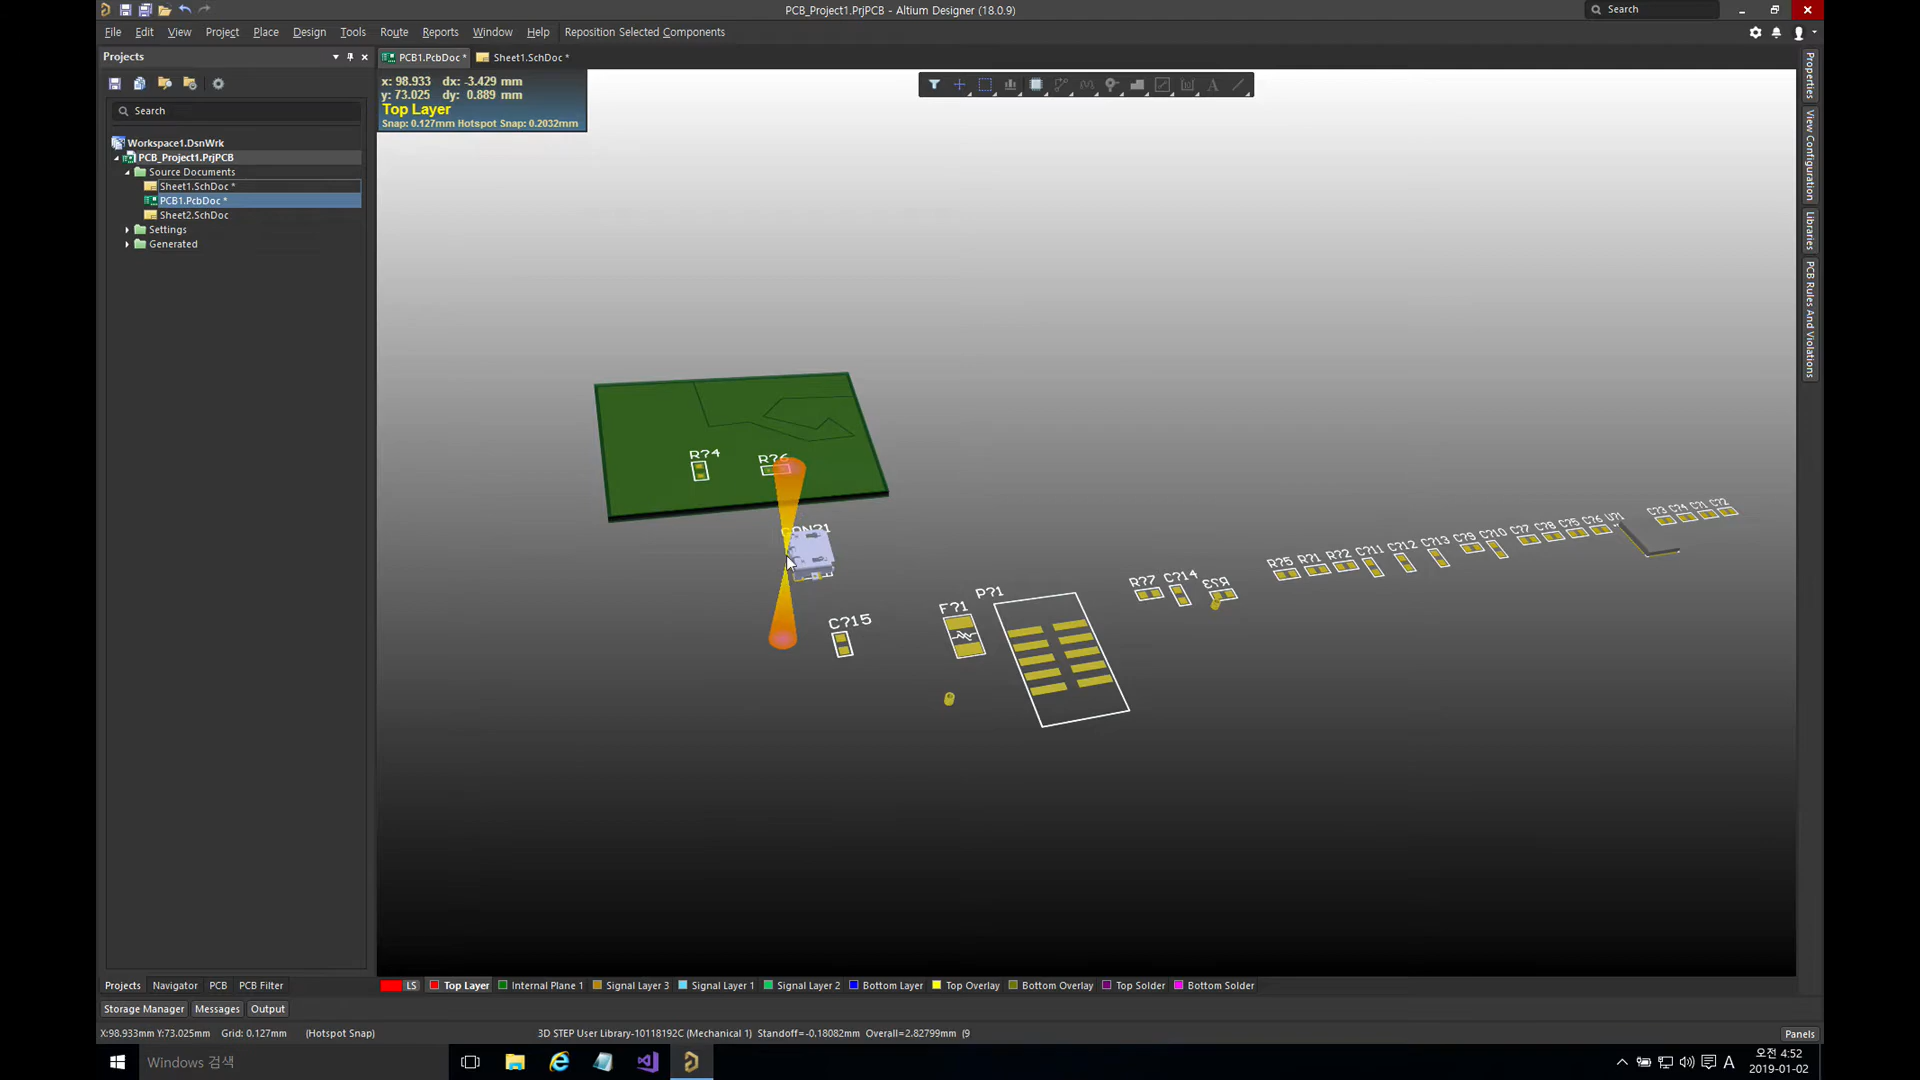 PCB_Project1.PrjPCB - Altium Designer (18.0.9)
Search
File Edit View Project Place Design Tools Route Reports Window Help Reposition Selected Components
Projects
PCB1.PcbDoc *
Sheet1.SchDoc *
x: 98.933 dx: -3.429 mm
y: 73.025 dy: 0.889 mm
Top Layer
Snap: 0.127mm Hotspot Snap: 0.2032mm
Search
Workspace1.DsnWrk
PCB_Project1.PrjPCB
Source Documents
Sheet1.SchDoc *
PCB1.PcbDoc *
Sheet2.SchDoc
Settings
Generated
Properties
View Configuration
Libraries
PCB Rules And Violations
R?4
R?6
CON?1
C?15
F?1
P?1
R?7
C?14
R?3
R?5
R?1
R?2
C?11
C?12
C?13
C?9
C?10
C?7
C?8
C?5
C?6
U?1
C?3
C?4
C?1
C?2
Projects Navigator PCB PCB Filter
LS Top Layer Internal Plane 1 Signal Layer 3 Signal Layer 1 Signal Layer 2 Bottom Layer Top Overlay Bottom Overlay Top Solder Bottom Solder
Storage Manager Messages Output
X:98.933mm Y:73.025mm Grid: 0.127mm (Hotspot Snap) 3D STEP User Library-10118192C (Mechanical 1) Standoff=-0.18082mm Overall=2.82799mm (9
Panels
Windows 검색
A
오전 4:52
2019-01-02